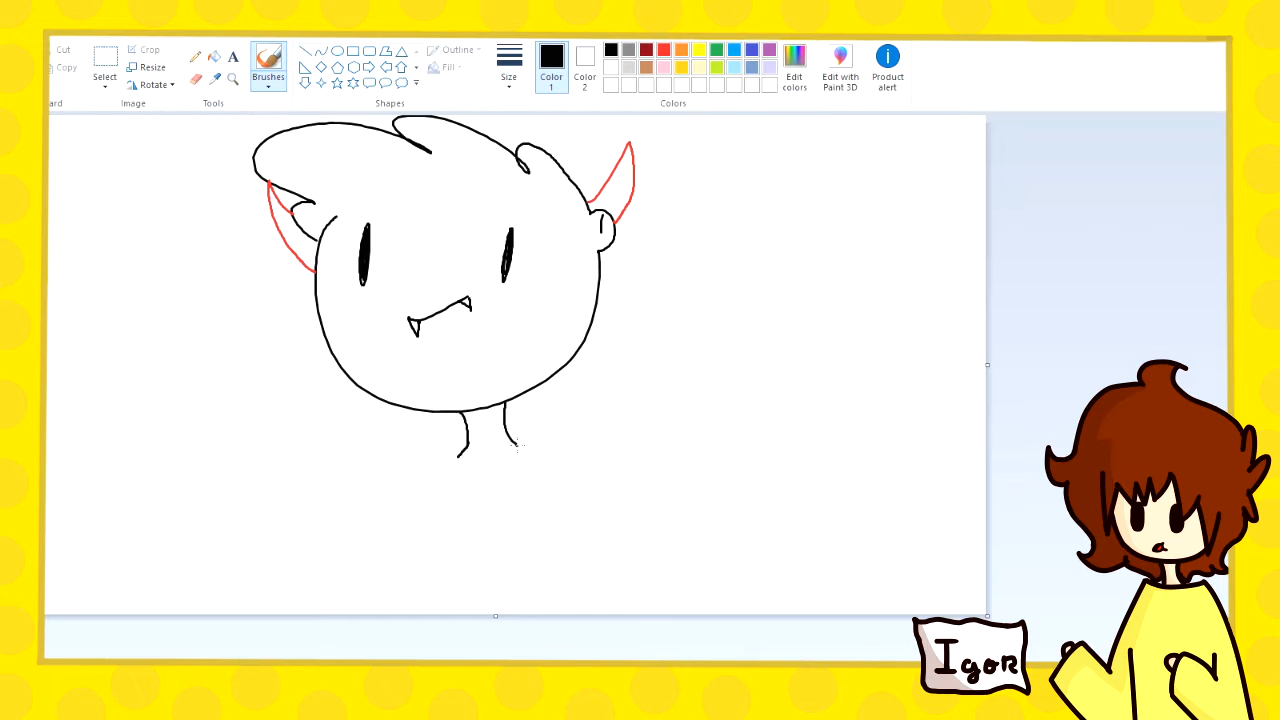 Cut
Copy
ard
Select
Crop
Resize
Rotate
Image
Tools
Brushes
Shapes
Outline
Fill
Size
Color
1
Color
2
Colors
Edit
colors
Edit with
Paint 3D
Product
alert
Igor